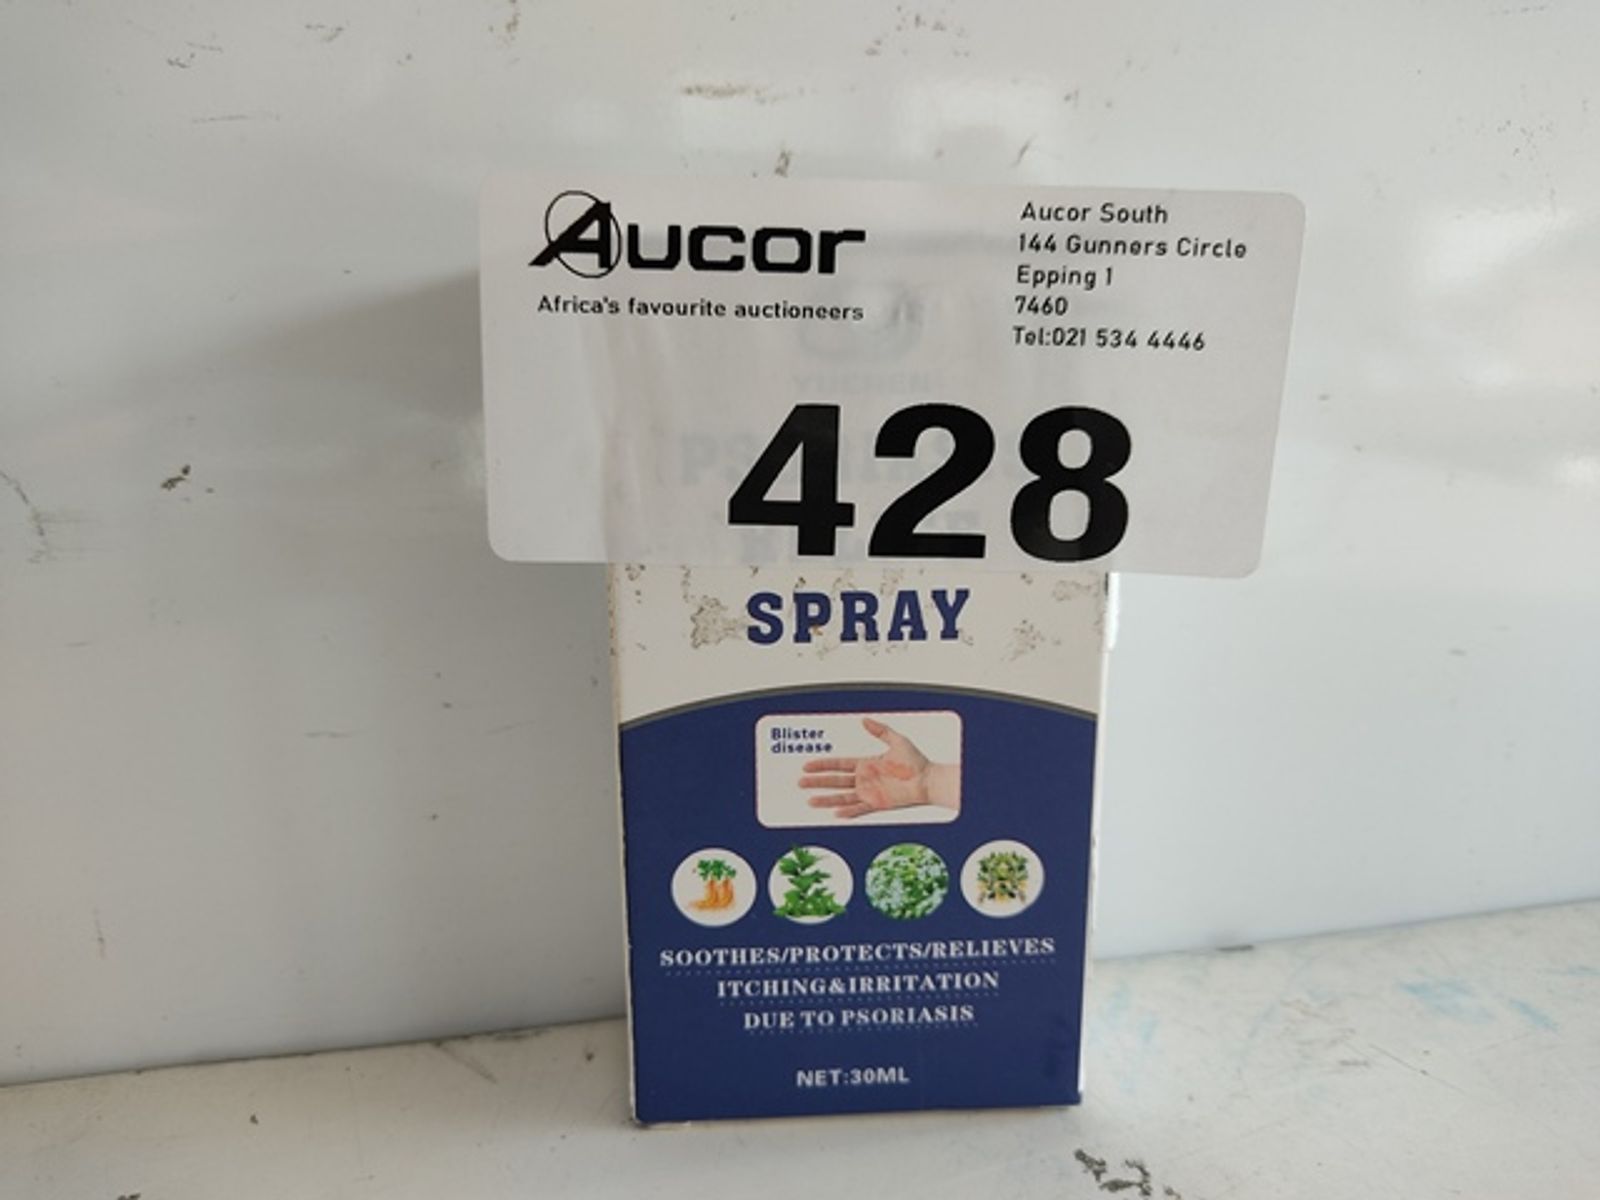 Aucor
Africa's favourite auctioneers
Aucor South
144 Gunners Circle
Epping 1
7460
Tel:021 534 4446
428
SPRAY
Blister
disease
SOOTHES/PROTECTS/RELIEVES
ITCHING&IRRITATION
DUE TO PSORIASIS
NET:30ML